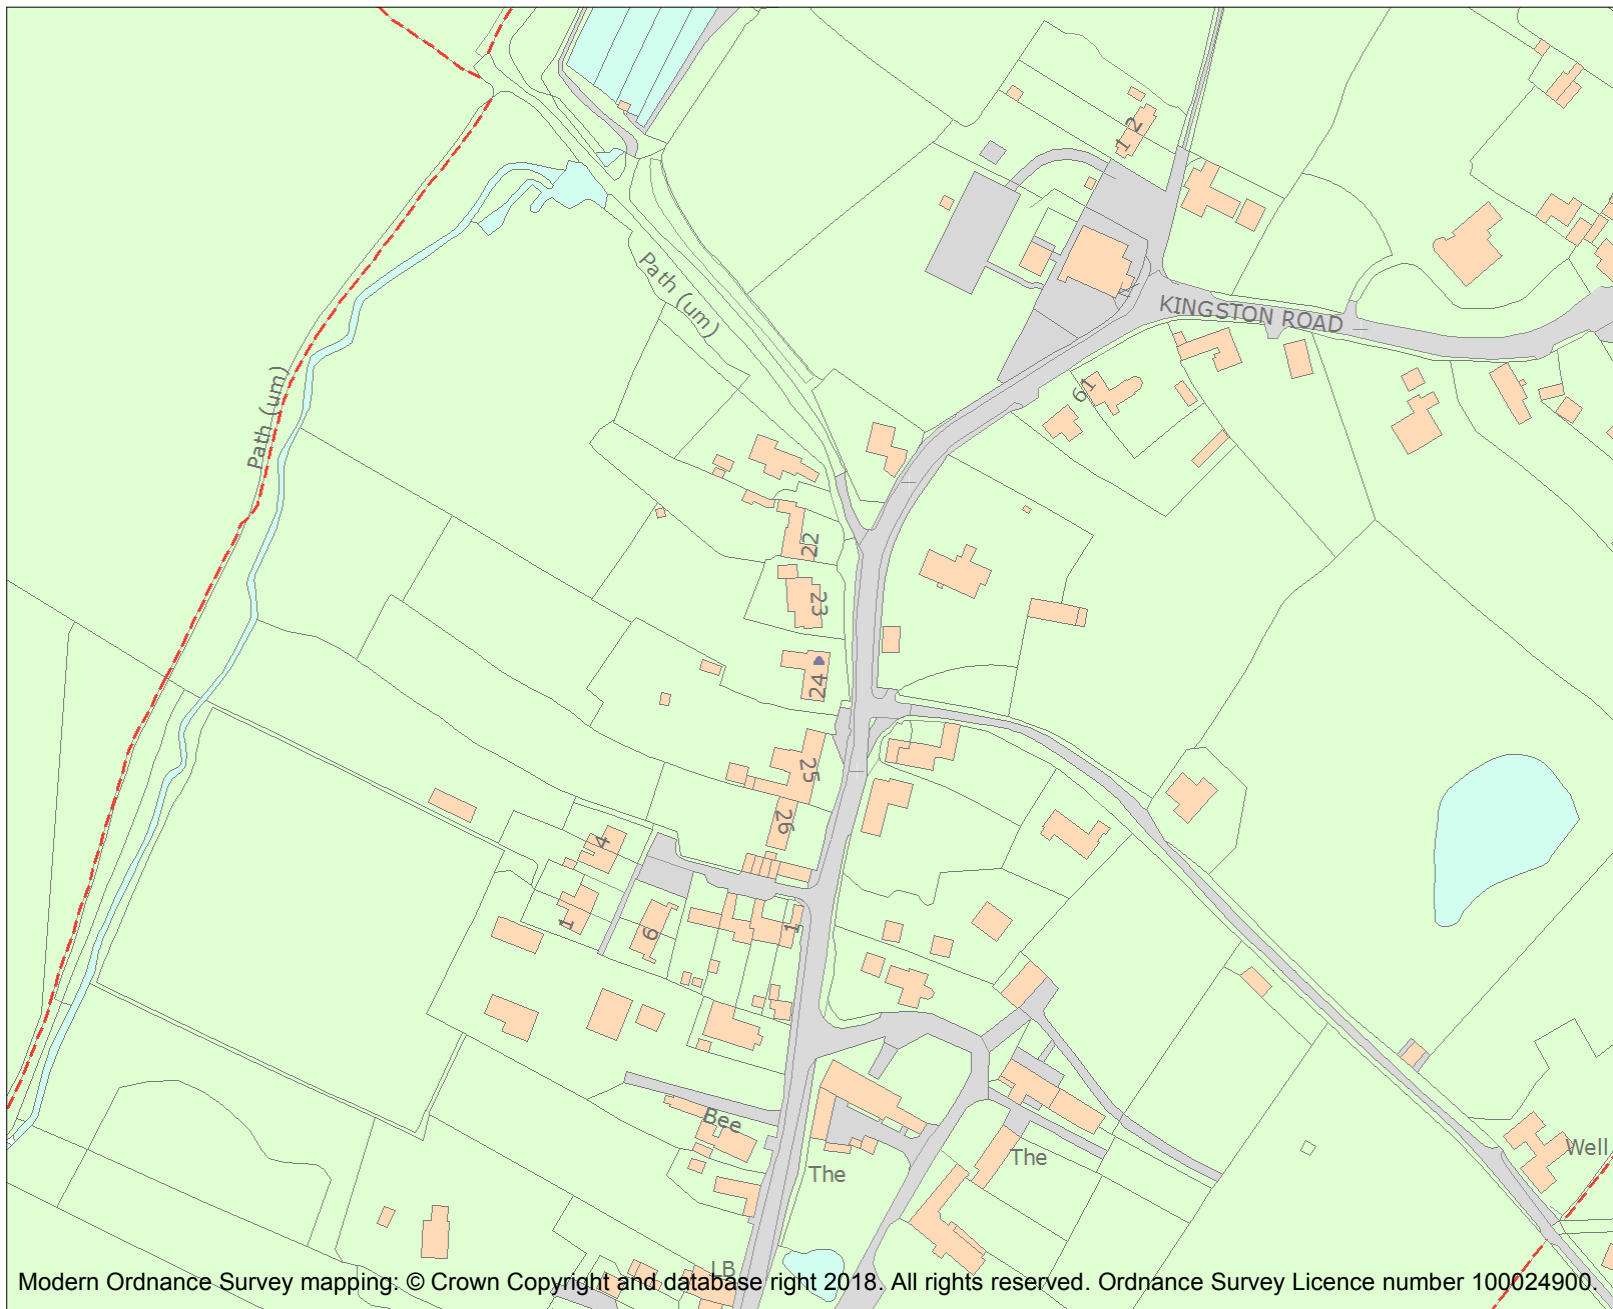 1 2
Path (um)
KINGSTON ROAD
Path (um)
61
22
23
24
25
26
4
1
6
1
Bee
The
The
Well
LB
Modern Ordnance Survey mapping: © Crown Copyright and database right 2018. All rights reserved. Ordnance Survey Licence number 100024900.